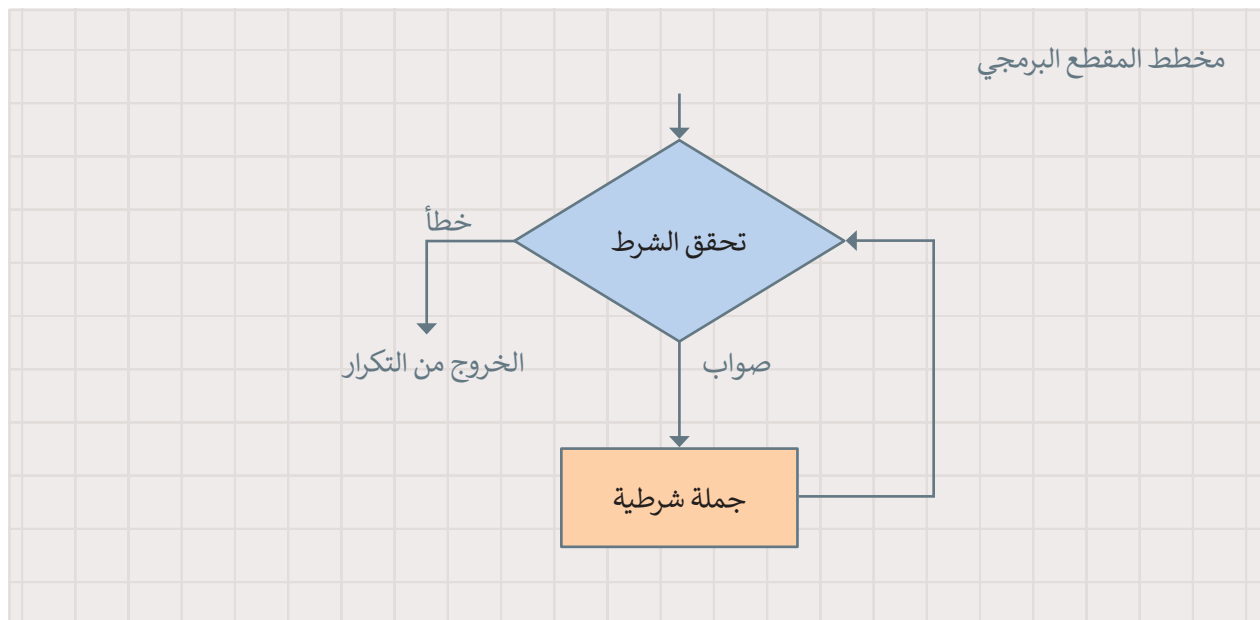 مخطط المقطع البرمجي
تحقق الشرط
خطأ
صواب
الخروج من التكرار
جملة شرطية